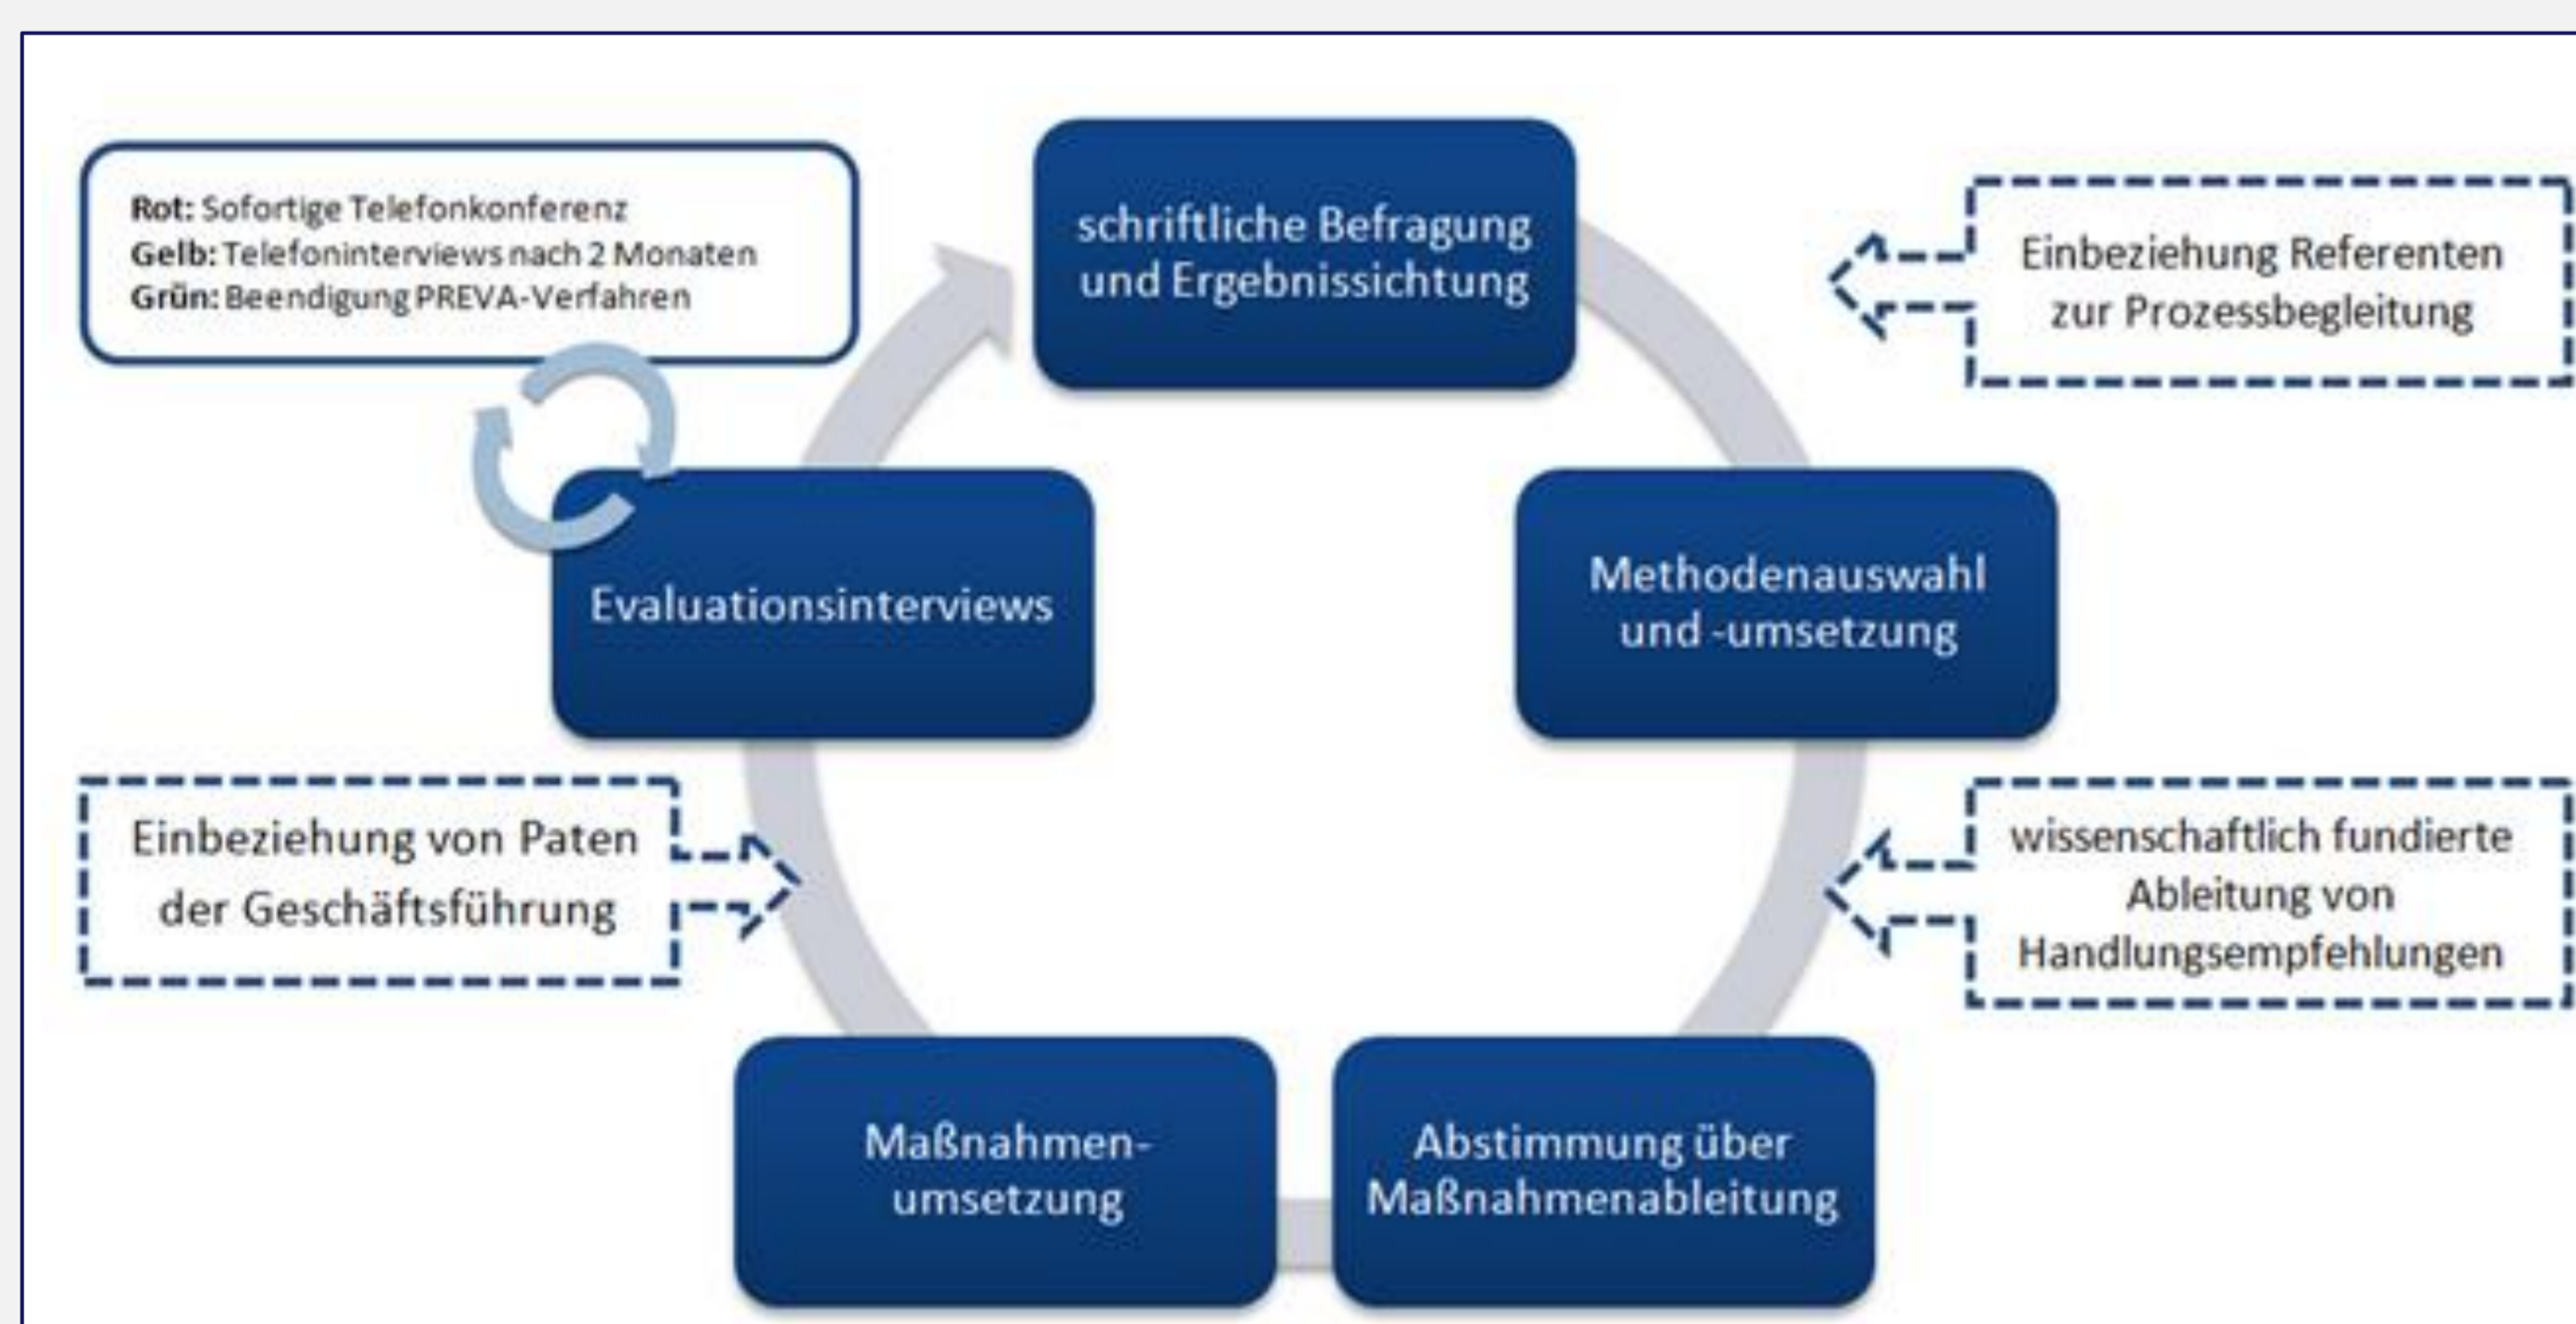 Rot: Sofortige Telefonkonferenz
Gelb: Telefoninterviews nach 2 Monaten
Grün: Beendigung PREVA-Verfahren
schriftliche Befragung
und Ergebnissichtung
Einbeziehung Referenten
zur Prozessbegleitung
Evaluationsinterviews
Methodenauswahl
und -umsetzung
Einbeziehung von Paten
der Geschäftsführung
wissenschaftlich fundierte
Ableitung von
Handlungsempfehlungen
Maßnahmen-
umsetzung
Abstimmung über
Maßnahmenableitung